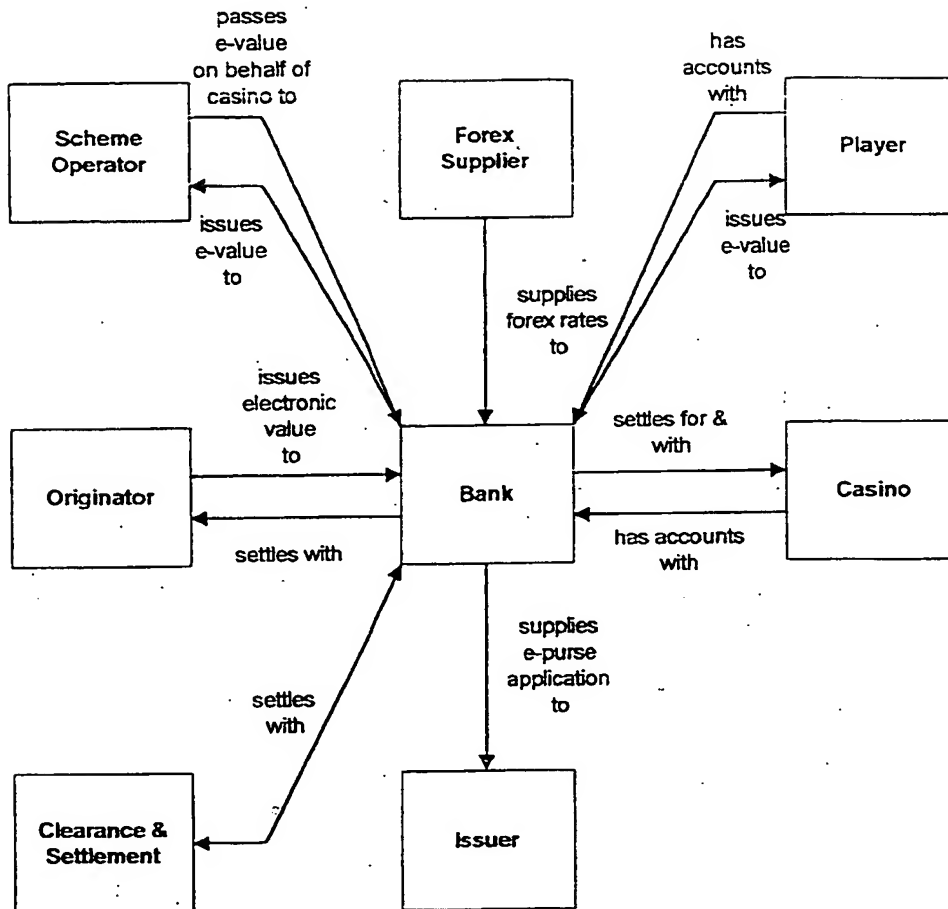 passes
e-value
on behalf of
casino to
has
accounts
with
Scheme
Operator
Forex
Supplier
Player
issues
e-value
to
issues
e-value
to
supplies
forex rates
to
issues
electronic
value
to
settles for &
with
Originator
Bank
Casino
settles with
has accounts
with
supplies
e-purse
application
to
settles
with
Clearance &
Settlement
Issuer